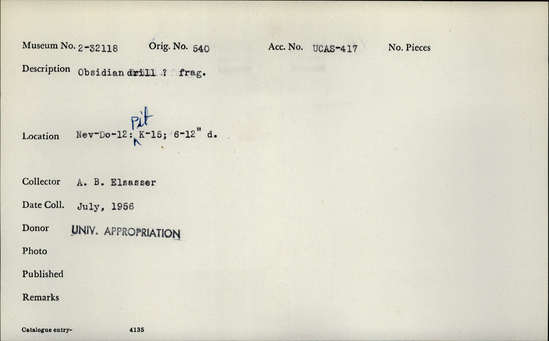 Museum No. 2-32118 Orig. No. 540 Acc. No. UCAS-417 No. Pieces
Description Obsidian drill ? frag.
Location Nev-Do-12: Pit K-15; 6-12" d.
Collector A. B. Elsasser
Date Coll. July, 1956
Donor UNIV. APPROPRIATION
Photo
Published
Remarks
Catalogue entry- 4135